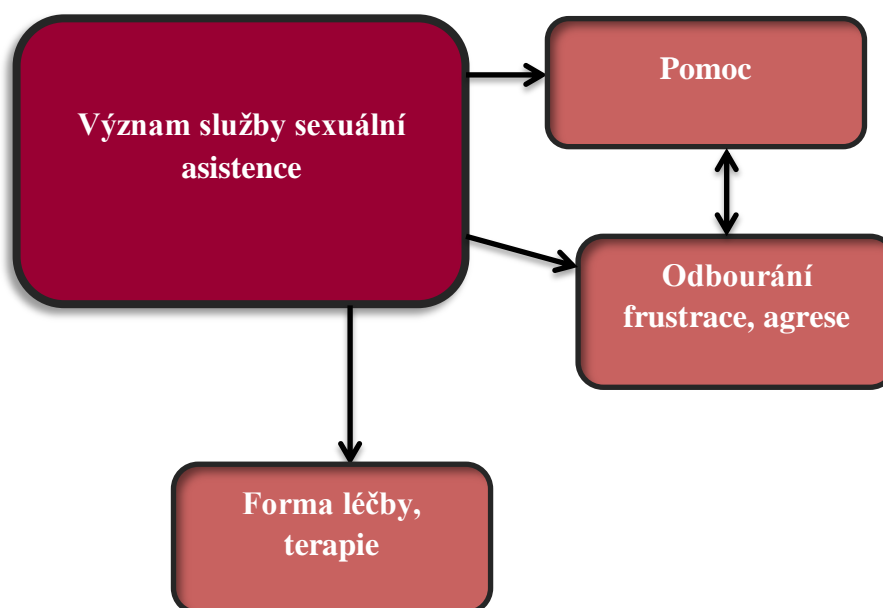 Význam služby sexuální
asistence
Pomoc
Odbourání
frustrace, agrese
Forma léčby,
terapie